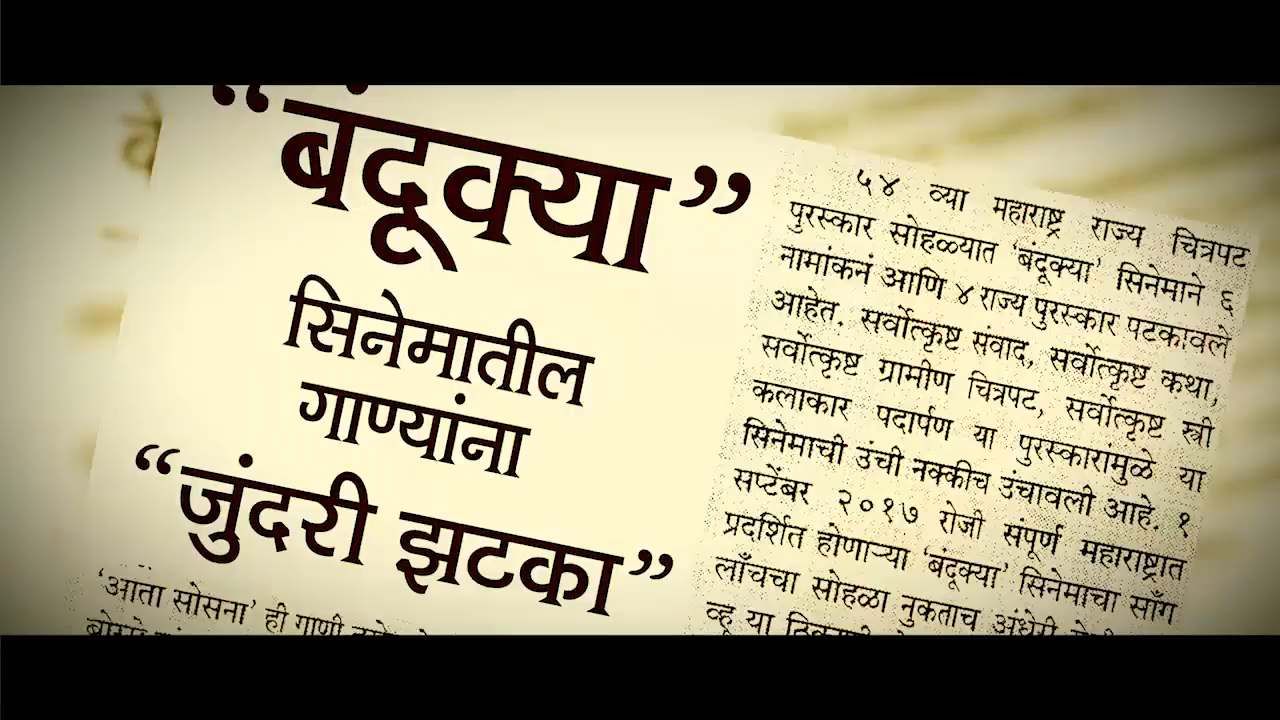 “बंदूक्या”
सिनेमातील
गाण्यांना
“जुंदरी झटका”
‘आता सोसना’ ही गाणी
५४ व्या महाराष्ट्र राज्य चित्रपट
पुरस्कार सोहळ्यात ‘बंदूक्या’ सिनेमाने ६
नामांकनं आणि ४ राज्य पुरस्कार पटकावले
आहेत. सर्वोत्कृष्ट संवाद, सर्वोत्कृष्ट कथा,
सर्वोत्कृष्ट ग्रामीण चित्रपट, सर्वोत्कृष्ट स्त्री
कलाकार पदार्पण या पुरस्कारांमुळे या
सिनेमाची उंची नक्कीच उंचावली आहे. १
सप्टेंबर २०१७ रोजी संपूर्ण महाराष्ट्रात
प्रदर्शित होणाऱ्या ‘बंदूक्या’ सिनेमाचा साँग
लाँचचा सोहळा नुकताच अंधेरी
व्ह्यू या